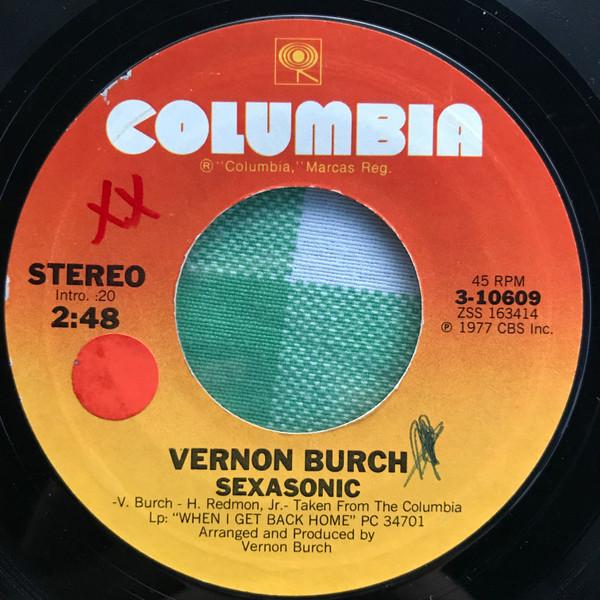 COLUMBIA
® "Columbia," Marcas Reg.
XX
STEREO
Intro. :20
2:48
45 RPM
3-10609
ZSS 163414
℗ 1977 CBS Inc.
VERNON BURCH
SEXASONIC
-V. Burch - H. Redmon, Jr.- Taken From The Columbia
Lp: "WHEN I GET BACK HOME" PC 34701
Arranged and Produced by
Vernon Burch